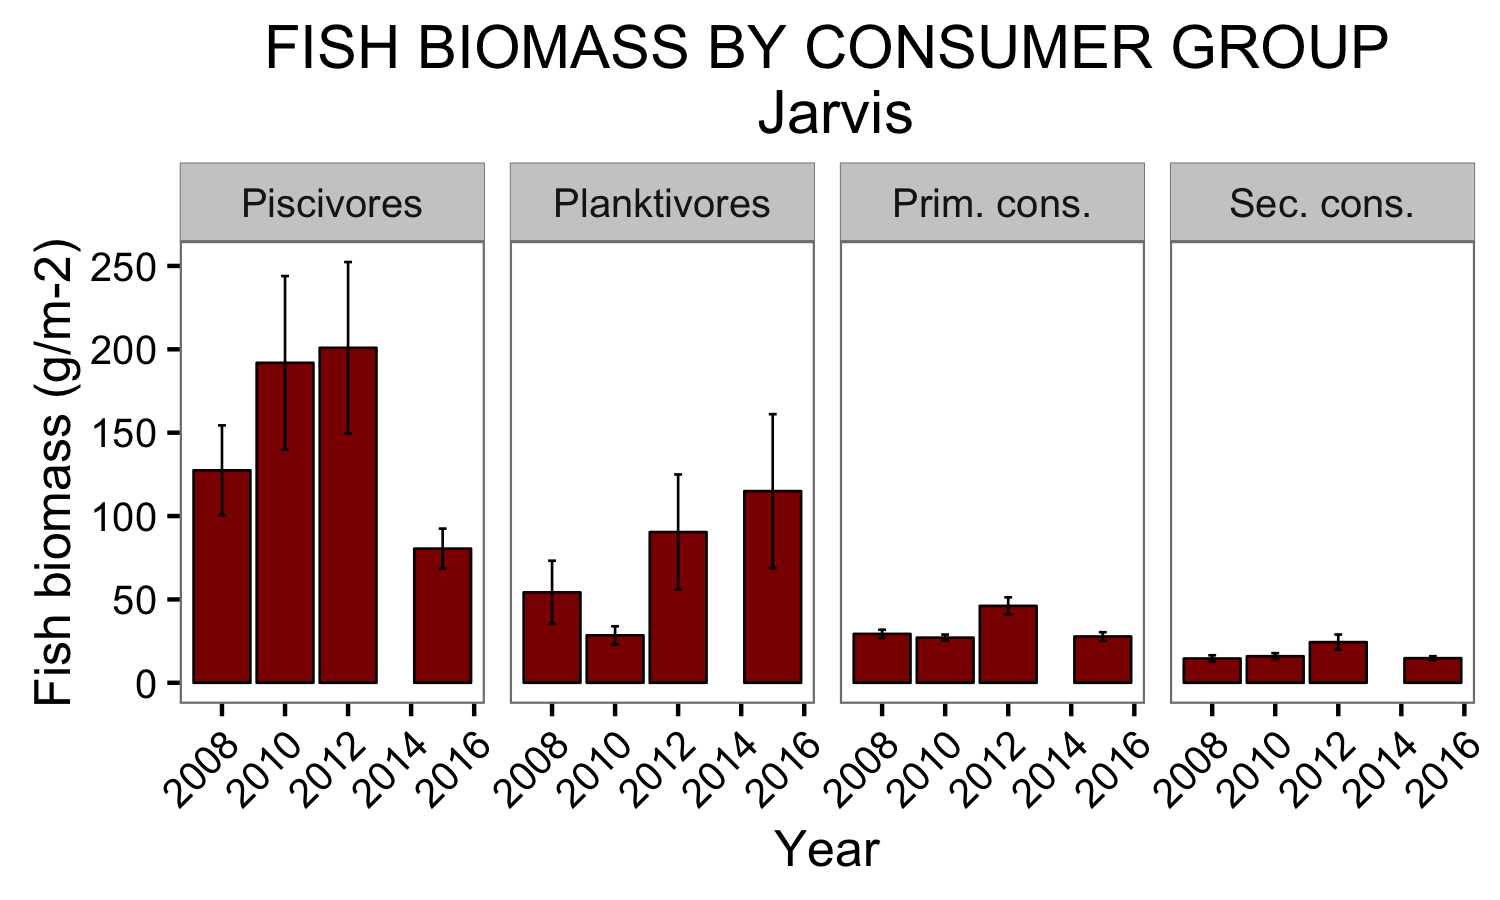 FISH BIOMASS BY CONSUMER GROUP
Jarvis
Piscivores Planktivores Prim. cons. Sec. cons.
Fish biomass (g/m-2)
250
200
150
100
50
0
2008 2010 2012 2014 2016 2008 2010 2012 2014 2016 2008 2010 2012 2014 2016 2008 2010 2012 2014 2016
Year